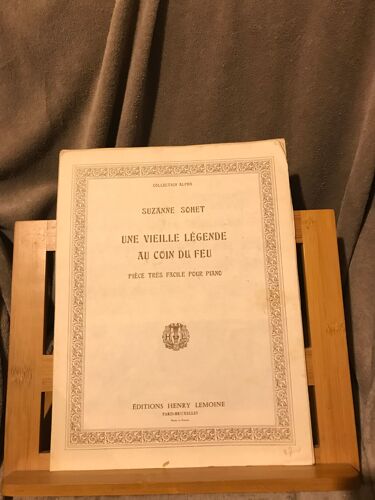 COLLECTION ALPHA
SUZANNE SOHET
UNE VIEILLE LÉGENDE
AU COIN DU FEU
PIÈCE TRÈS FACILE POUR PIANO
ÉDITIONS HENRY LEMOINE
PARIS-BRUXELLES